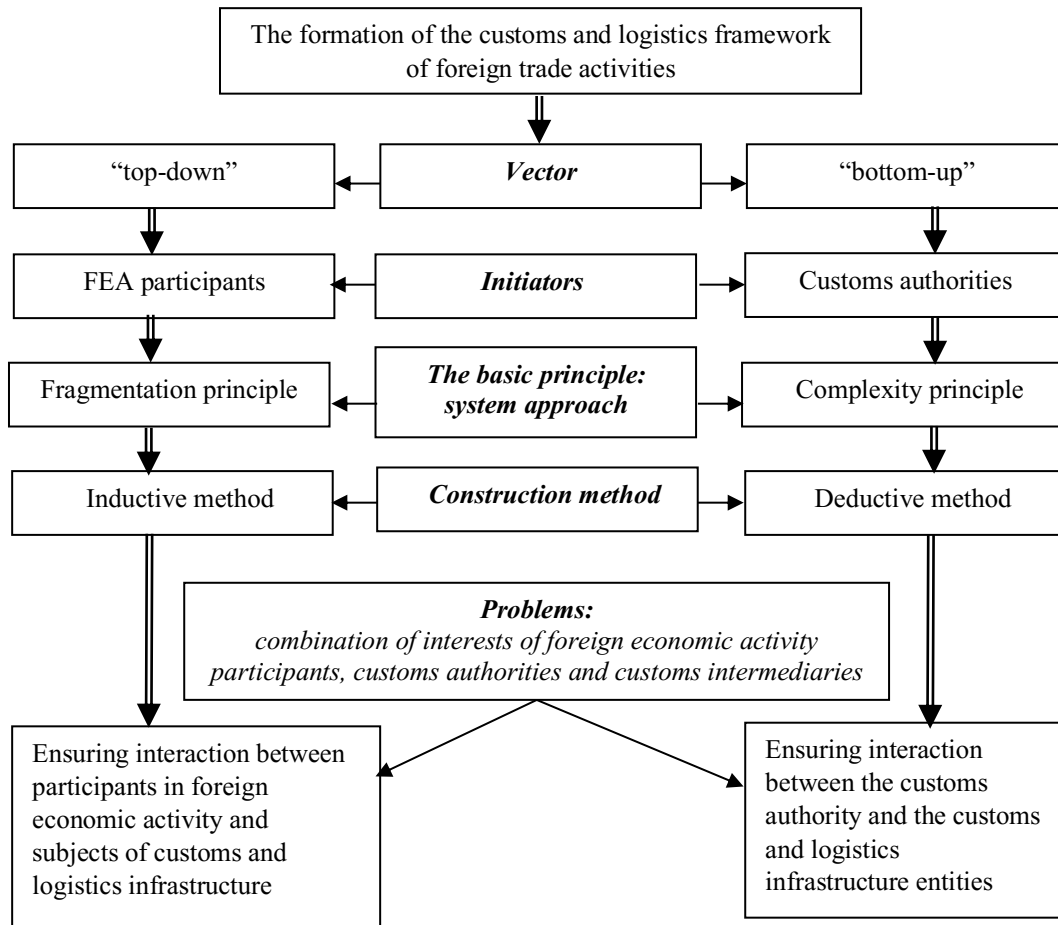 The formation of the customs and logistics framework
of foreign trade activities
“top-down”
Vector
“bottom-up”
FEA participants
Initiators
Customs authorities
Fragmentation principle
The basic principle:
system approach
Complexity principle
Inductive method
Construction method
Deductive method
Problems:
combination of interests of foreign economic activity
participants, customs authorities and customs intermediaries
Ensuring interaction between
participants in foreign
economic activity and
subjects of customs and
logistics infrastructure
Ensuring interaction
between the customs
authority and the customs
and logistics
infrastructure entities